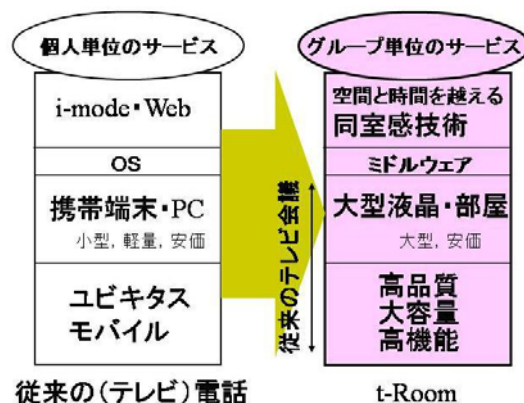 個人単位のサービス
i-mode・Web
OS
携帯端末・PC
小型, 軽量, 安価
ユビキタス
モバイル
従来の(テレビ)電話
従来のテレビ会議
グループ単位のサービス
空間と時間を越える
同室感技術
ミドルウェア
大型液晶・部屋
大型, 安価
高品質
大容量
高機能
t-Room